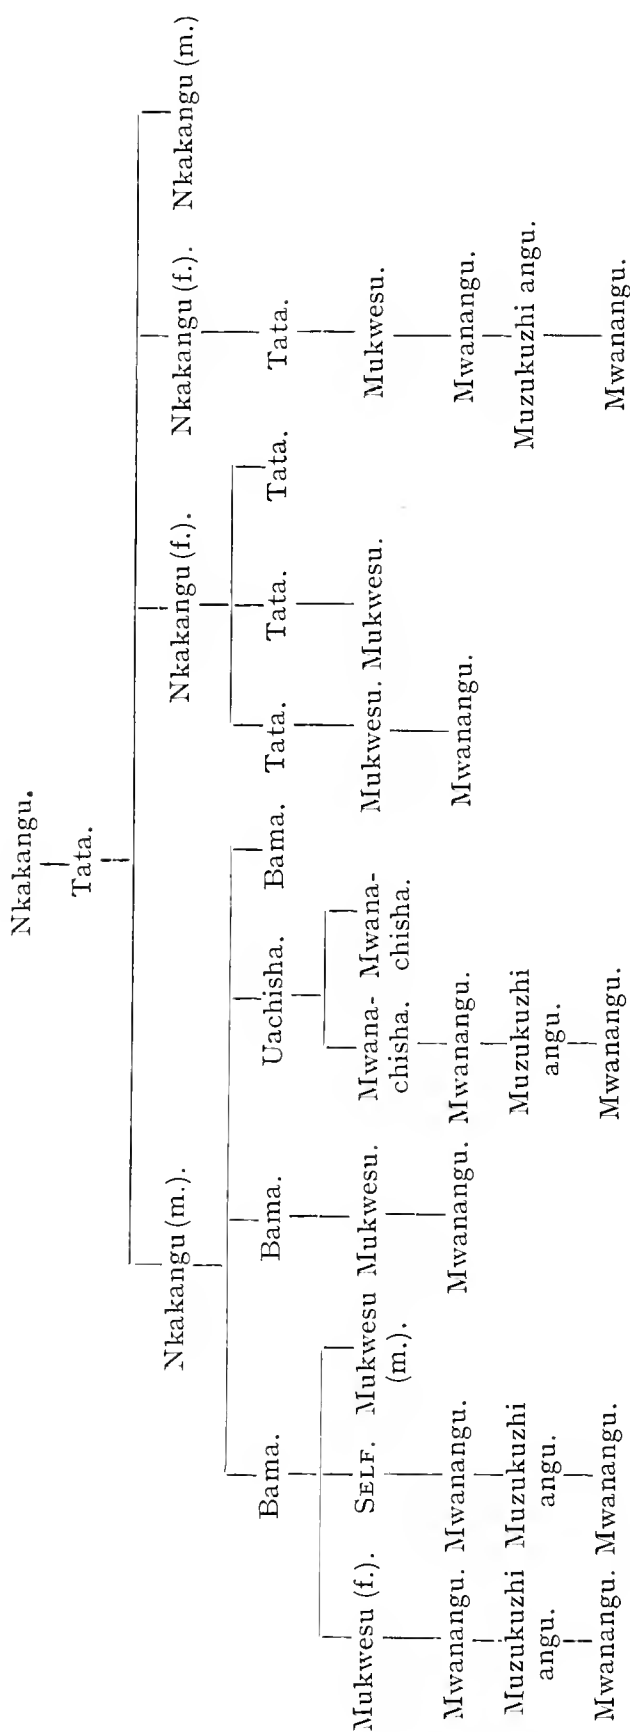 Nkakangu.
Tata.
Nkakangu (m.). Nkakangu (f.). Nkakangu (f.). Nkakangu (m.)
Bama. Bama. Uachisha. Bama. Tata. Tata. Tata. Tata.
Mukwesu (f.). SELF. Mukwesu Mukwesu. Mwana- Mwana- Mukwesu. Mukwesu. Mukwesu.
(m.). chisha. chisha.
Mwanangu. Mwanangu. Mwanangu. Mwanangu. Mwanangu. Mwanangu.
Muzukuzhi Muzukuzhi Muzukuzhi Muzukuzhi angu.
angu. angu. angu.
Mwanangu. Mwanangu. Mwanangu. Mwanangu.